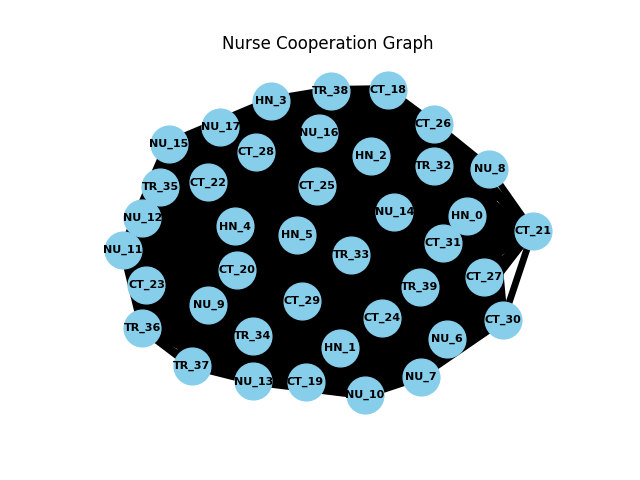 Nurse Cooperation Graph
TR_38
CT_18
HN_3
CT_26
NU_17
NU_16
NU_15
CT_28
HN_2
TR_32
NU_8
CT_22
TR_35
CT_25
NU_14
HN_0
NU_12
HN_4
HN_5
CT_21
CT_31
NU_11
TR_33
CT_20
CT_27
CT_23
TR_39
CT_29
NU_9
CT_24
CT_30
TR_36
TR_34
NU_6
HN_1
TR_37
NU_7
NU_13
CT_19
NU_10